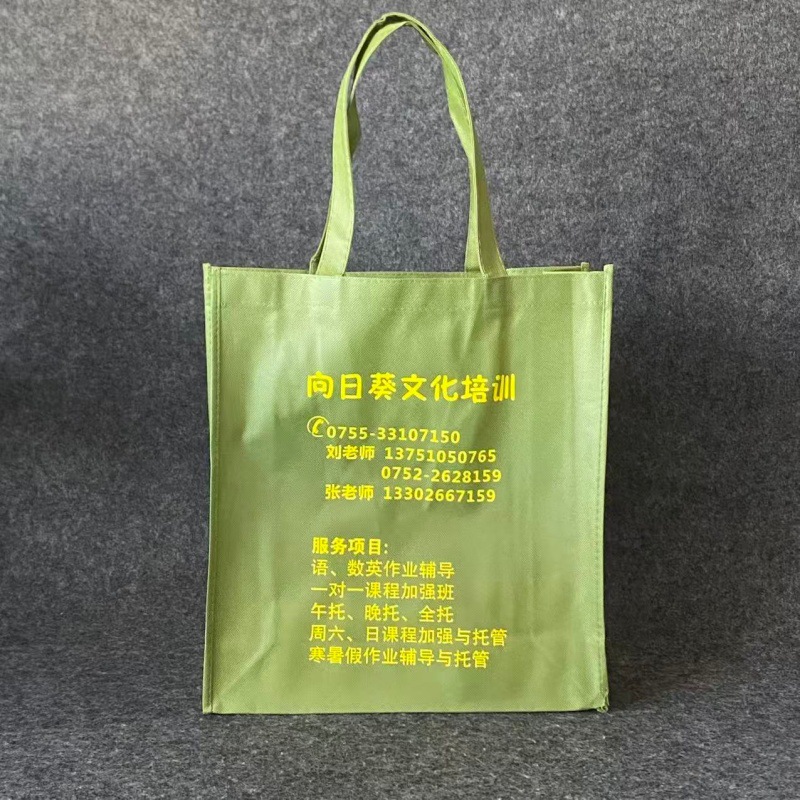 向日葵文化培训
✆0755-33107150
刘老师 13751050765
0752-2628159
张老师 13302667159
服务项目:
语、数英作业辅导
一对一课程加强班
午托、晚托、全托
周六、日课程加强与托管
寒暑假作业辅导与托管